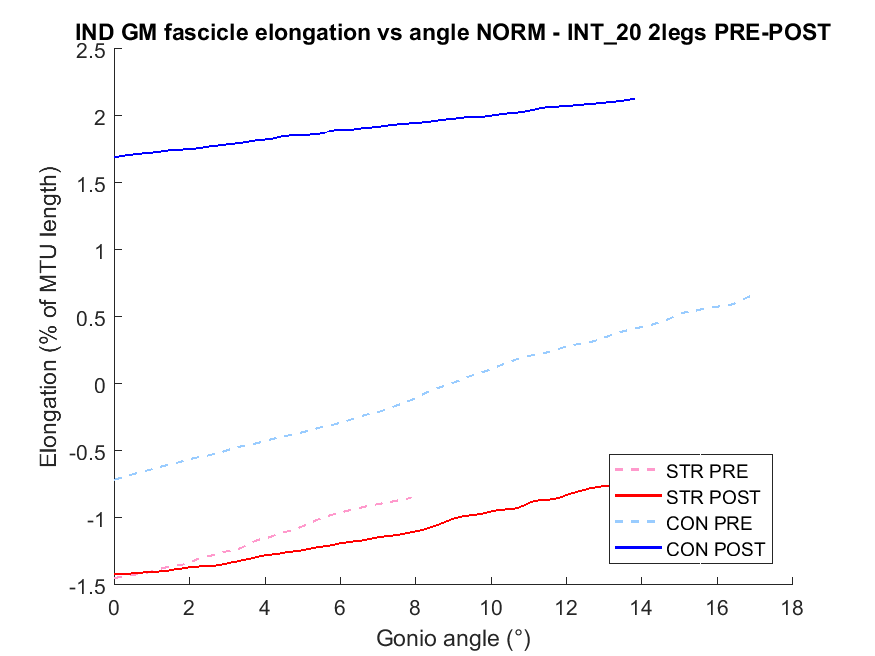 IND GM fascicle elongation vs angle NORM - INT_20 2legs PRE-POST
2.5
2
1.5
1
0.5
0
-0.5
-1
-1.5
Elongation (% of MTU length)
0 2 4 6 8 10 12 14 16 18
Gonio angle (°)
STR PRE
STR POST
CON PRE
CON POST